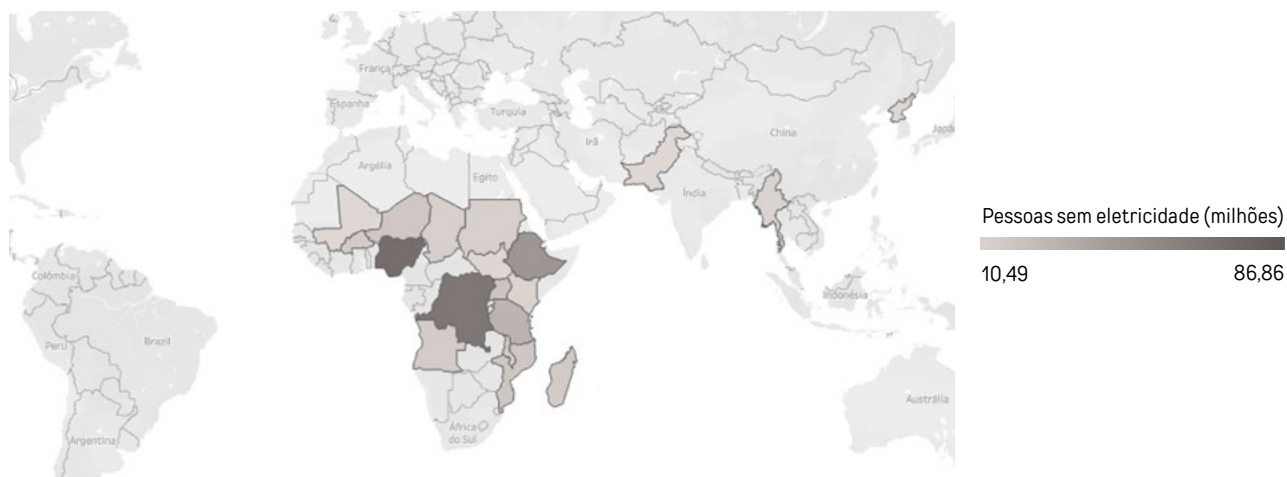 França
Espanha
Turquia
Argélia
Egito
Irã
China
Japã
Índia
Colômbia
Peru
Brazil
Indonésia
Argentina
África
do Sul
Austrália
Pessoas sem eletricidade (milhões)
10,49
86,86